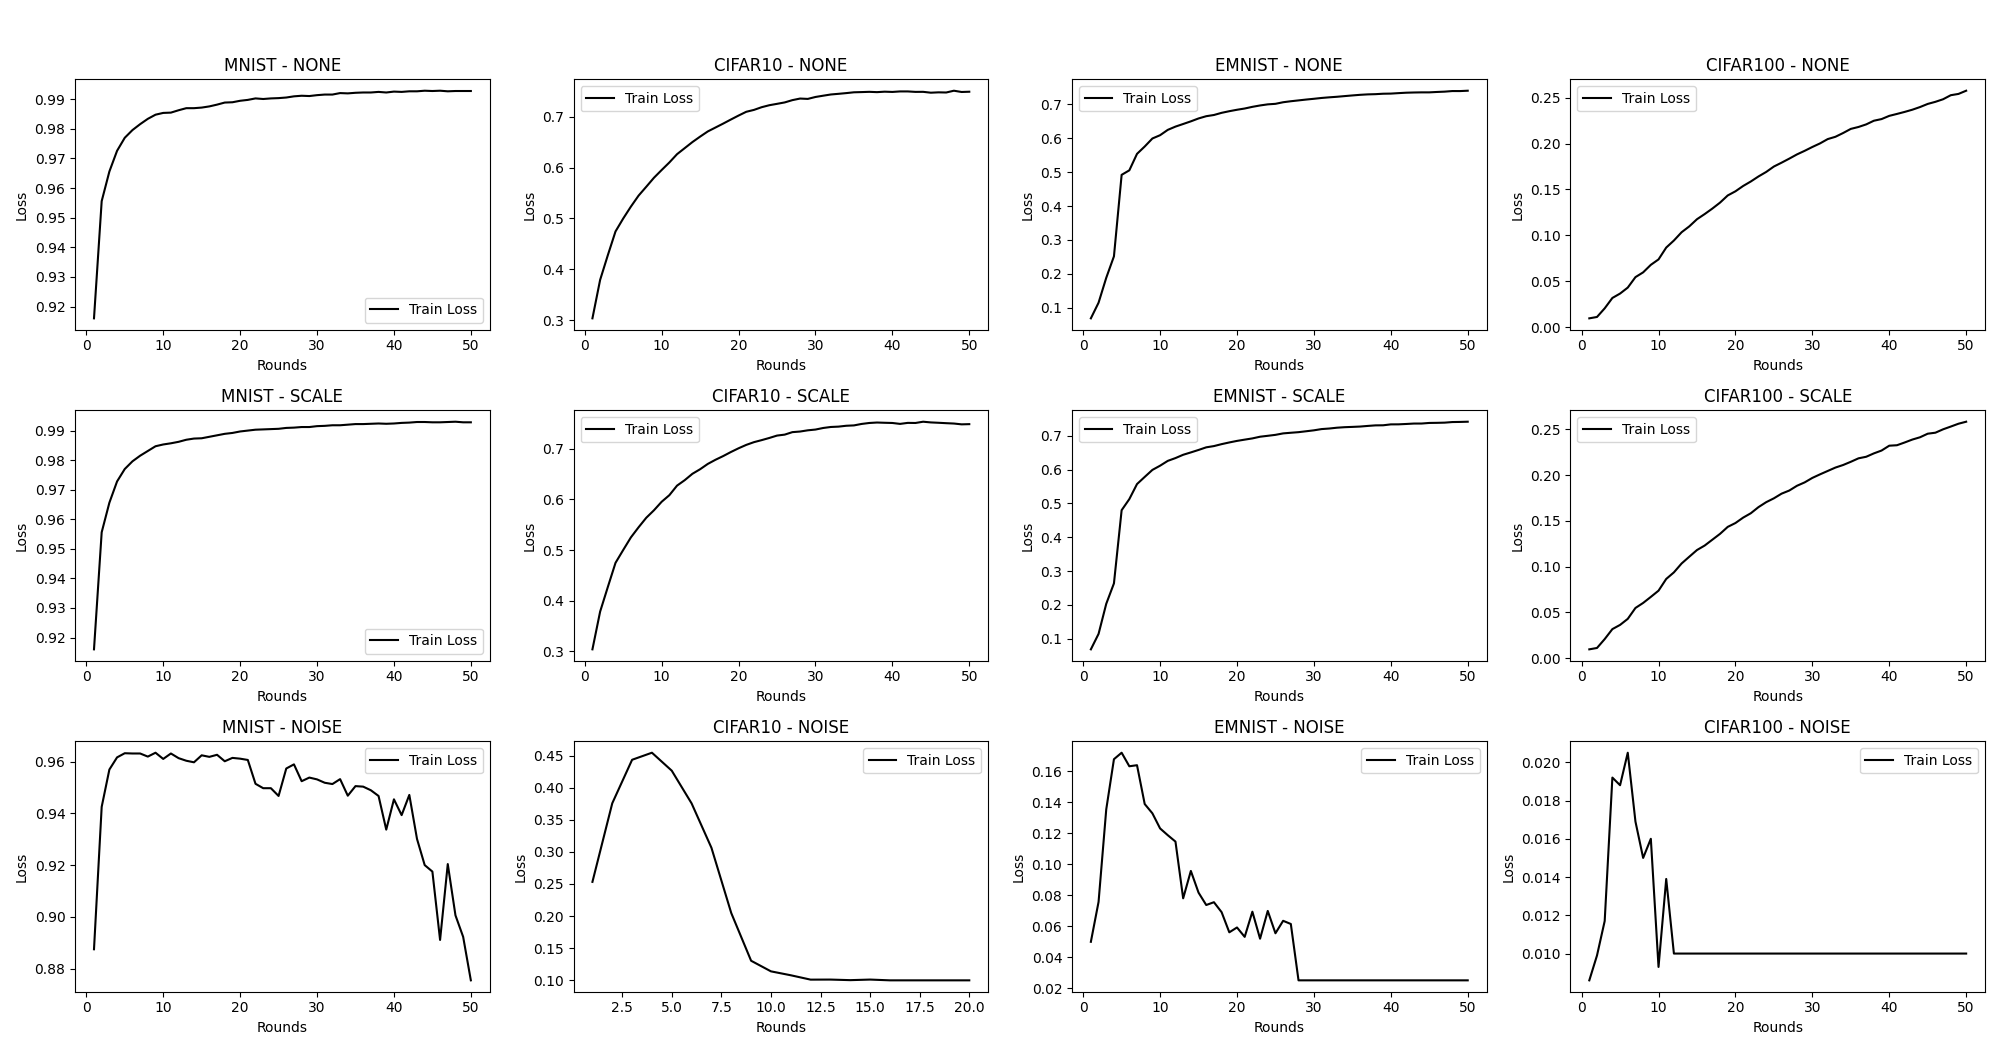 MNIST - NONE
0.99
0.98
0.97
0.96
0.95
0.94
0.93
0.92
Loss
Train Loss
0 10 20 30 40 50
Rounds
CIFAR10 - NONE
Train Loss
0.7
0.6
0.5
0.4
0.3
Loss
0 10 20 30 40 50
Rounds
EMNIST - NONE
Train Loss
0.7
0.6
0.5
0.4
0.3
0.2
0.1
Loss
0 10 20 30 40 50
Rounds
CIFAR100 - NONE
Train Loss
0.25
0.20
0.15
0.10
0.05
0.00
Loss
0 10 20 30 40 50
Rounds
MNIST - SCALE
0.99
0.98
0.97
0.96
0.95
0.94
0.93
0.92
Loss
Train Loss
0 10 20 30 40 50
Rounds
CIFAR10 - SCALE
Train Loss
0.7
0.6
0.5
0.4
0.3
Loss
0 10 20 30 40 50
Rounds
EMNIST - SCALE
Train Loss
0.7
0.6
0.5
0.4
0.3
0.2
0.1
Loss
0 10 20 30 40 50
Rounds
CIFAR100 - SCALE
Train Loss
0.25
0.20
0.15
0.10
0.05
0.00
Loss
0 10 20 30 40 50
Rounds
MNIST - NOISE
Train Loss
0.96
0.94
0.92
0.90
0.88
Loss
0 10 20 30 40 50
Rounds
CIFAR10 - NOISE
Train Loss
0.45
0.40
0.35
0.30
0.25
0.20
0.15
0.10
Loss
2.5 5.0 7.5 10.0 12.5 15.0 17.5 20.0
Rounds
EMNIST - NOISE
Train Loss
0.16
0.14
0.12
0.10
0.08
0.06
0.04
0.02
Loss
0 10 20 30 40 50
Rounds
CIFAR100 - NOISE
Train Loss
0.020
0.018
0.016
0.014
0.012
0.010
Loss
0 10 20 30 40 50
Rounds